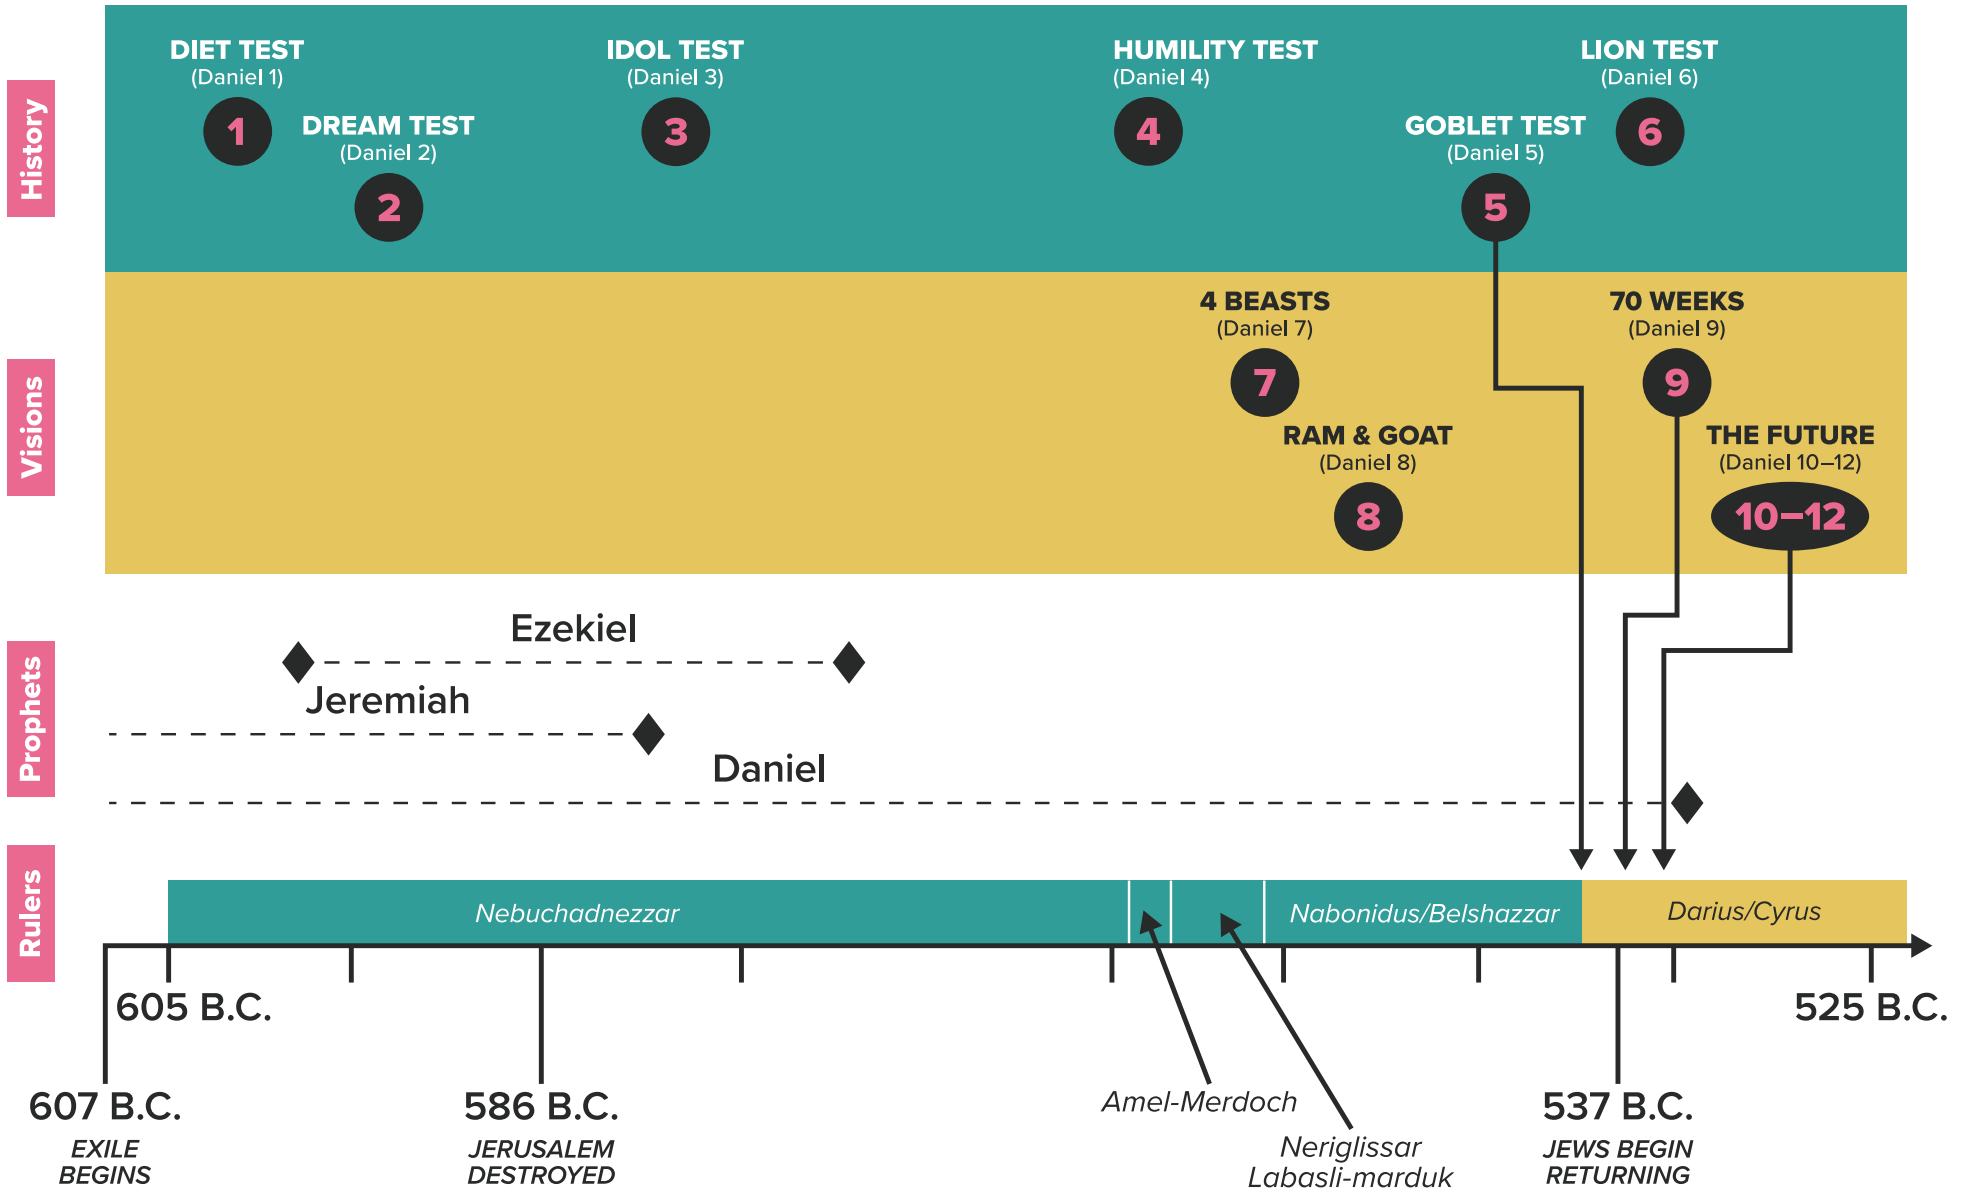 History
DIET TEST
(Daniel 1)
1
DREAM TEST
(Daniel 2)
2
IDOL TEST
(Daniel 3)
3
HUMILITY TEST
(Daniel 4)
4
GOBLET TEST
(Daniel 5)
5
LION TEST
(Daniel 6)
6
Visions
4 BEASTS
(Daniel 7)
7
RAM & GOAT
(Daniel 8)
8
70 WEEKS
(Daniel 9)
9
THE FUTURE
(Daniel 10–12)
10–12
Prophets
Ezekiel
Jeremiah
Daniel
Rulers
Nebuchadnezzar
Nabonidus/Belshazzar
Darius/Cyrus
605 B.C.
525 B.C.
607 B.C.
EXILE
BEGINS
586 B.C.
JERUSALEM
DESTROYED
Amel-Merdoch
Neriglissar
Labasli-marduk
537 B.C.
JEWS BEGIN
RETURNING